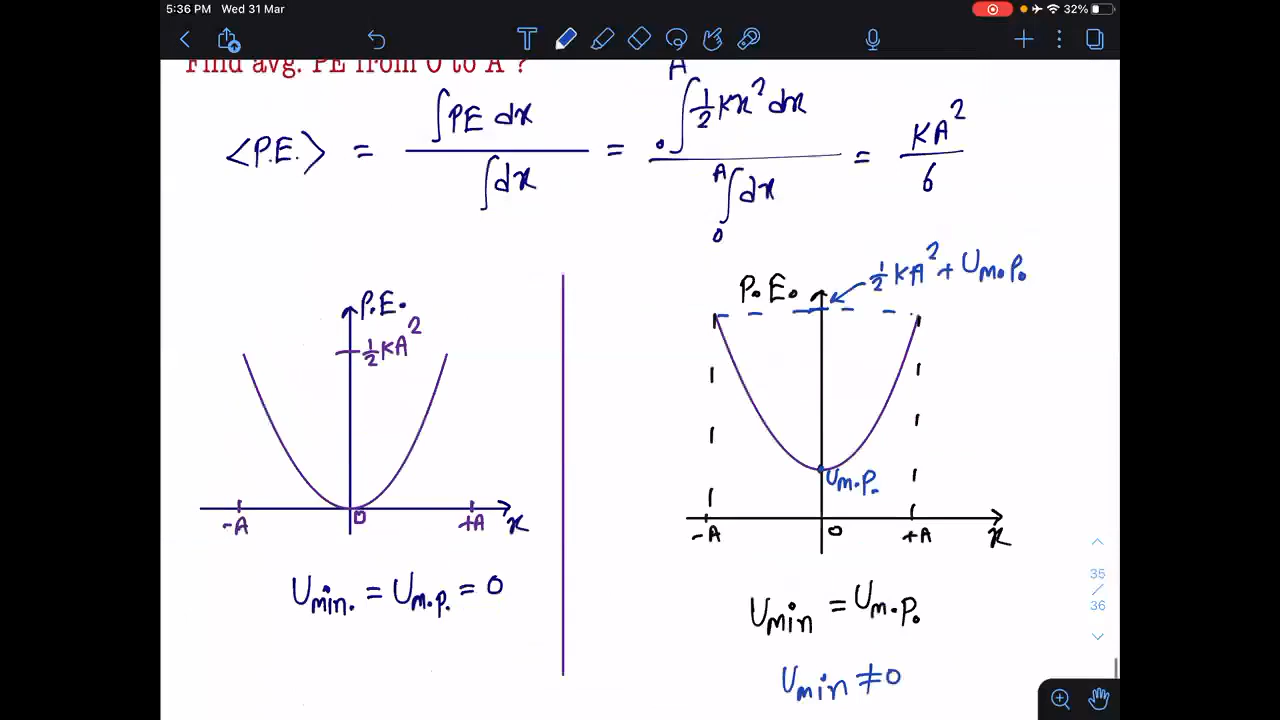 5:36 PM Wed 31 Mar
32%
Find avg. PE from 0 to A ?
<P.E.> = ∫PE dx / ∫dx = ₀∫ᴬ ½Kx² dx / ₀∫ᴬ dx = KA²/6
P.E.
½KA²
-A 0 +A x
Umin. = Um.p. = 0
P.E. ½KA² + Um.p.
Um.p.
-A 0 +A x
Umin = Um.p.
Umin ≠ 0
35
/
36